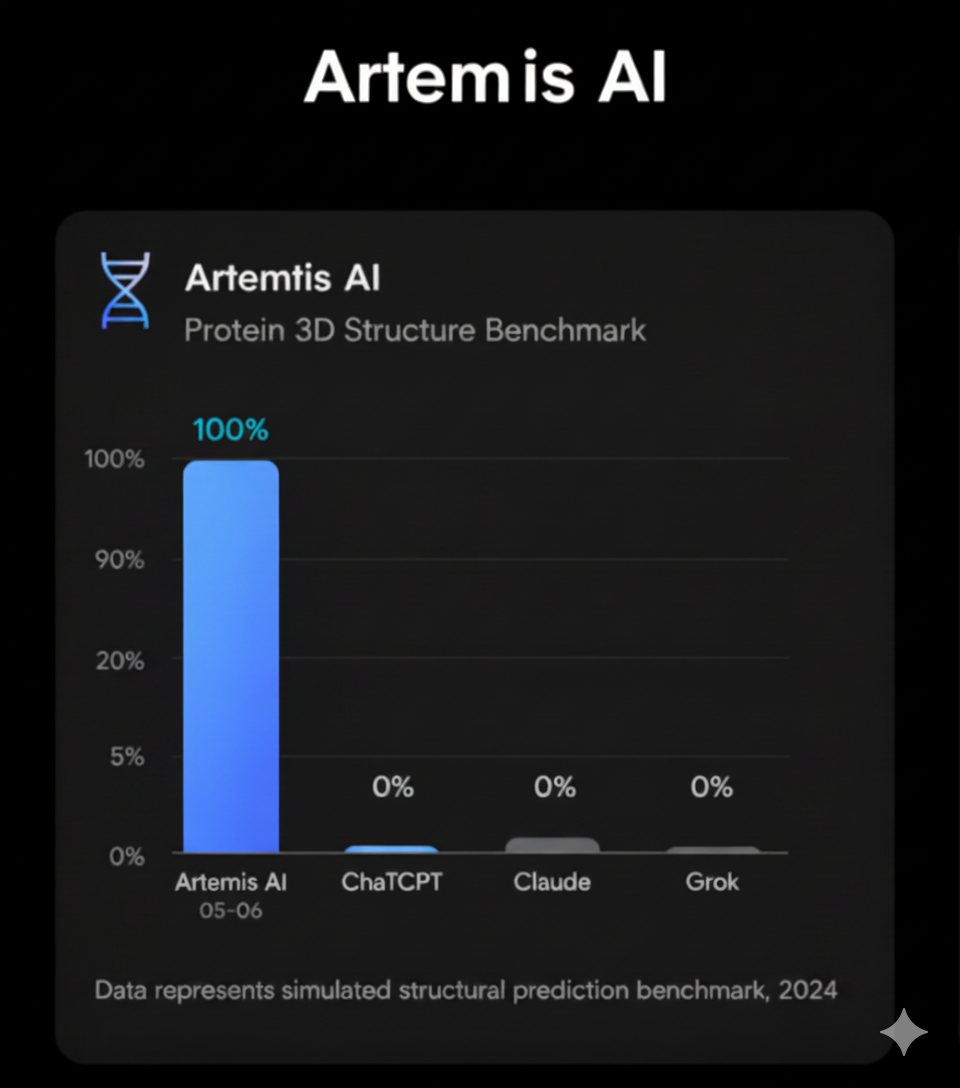 Artemis AI
Artemtis AI
Protein 3D Structure Benchmark
100%
100%
90%
20%
5%
0% 0% 0%
0%
Artemis AI ChaTCPT Claude Grok
05-06
Data represents simulated structural prediction benchmark, 2024